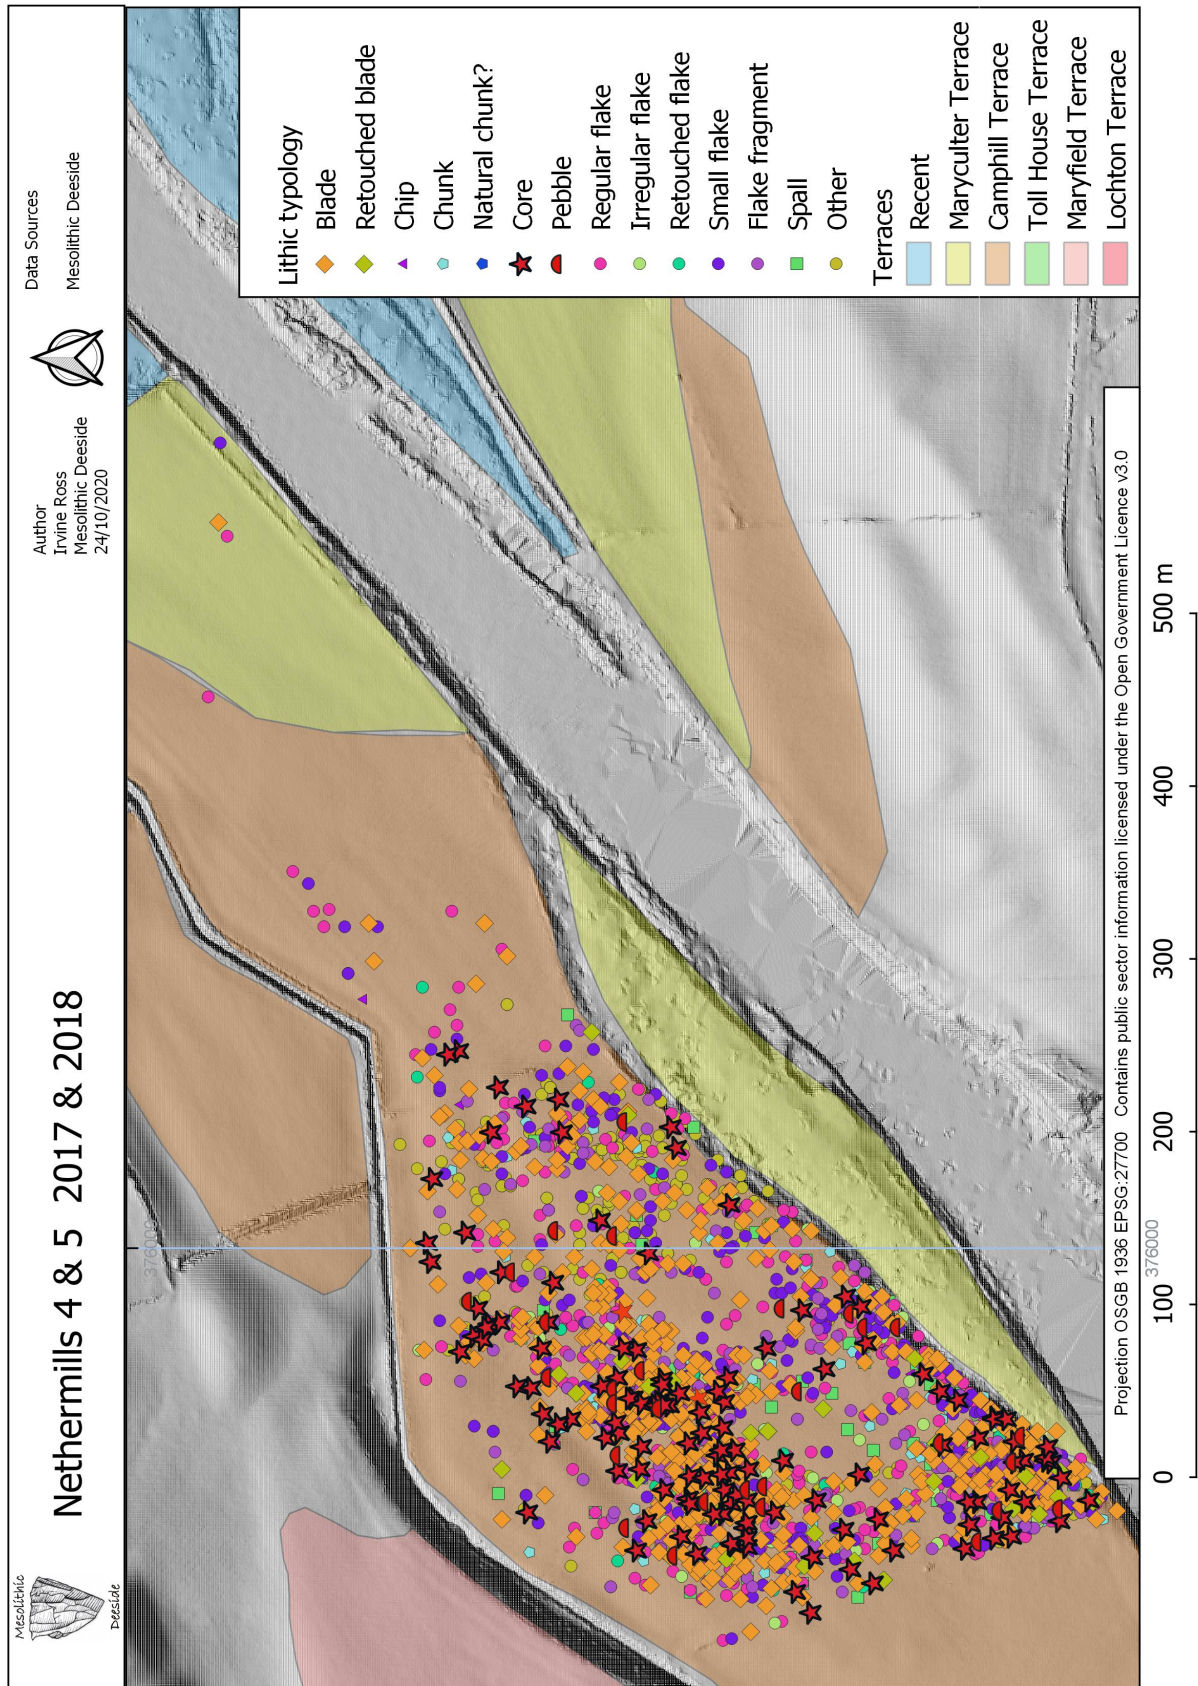 Mesolithic
Deeside
Nethermills 4 & 5 2017 & 2018
Author
Irvine Ross
Mesolithic Deeside
24/10/2020
Data Sources
Mesolithic Deeside
376000
Lithic typology
Blade
Retouched blade
Chip
Chunk
Natural chunk?
Core
Pebble
Regular flake
Irregular flake
Retouched flake
Small flake
Flake fragment
Spall
Other
Terraces
Recent
Maryculter Terrace
Camphill Terrace
Toll House Terrace
Maryfield Terrace
Lochton Terrace
Projection OSGB 1936 EPSG:27700 Contains public sector information licensed under the Open Government Licence v3.0
376000
0 100 200 300 400 500 m